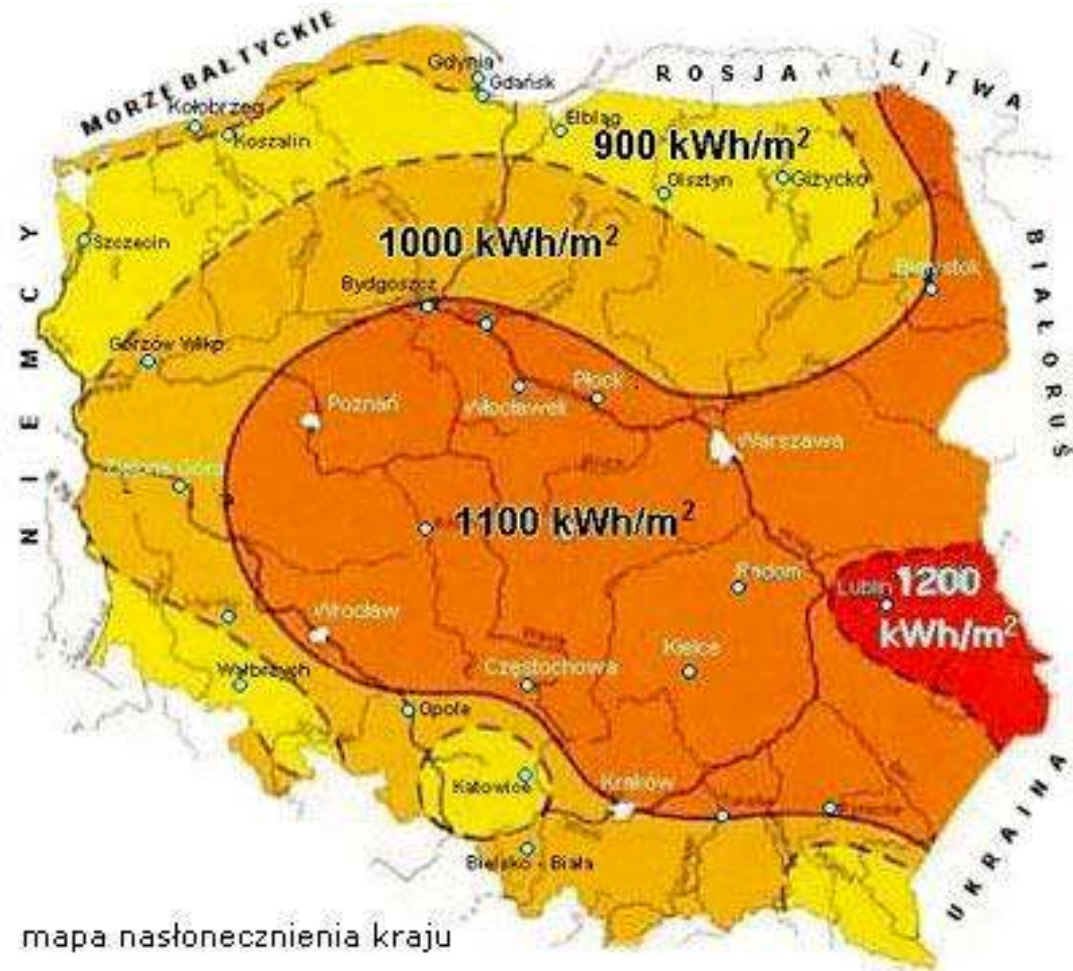 MORZE BAŁTYCKIE
ROSJA
LITWA
BIAŁORUŚ
UKRAINA
NIEMCY
Gdynia
Gdańsk
Kołobrzeg
Koszalin
Elbląg
900 kWh/m²
Olsztyn
Giżycko
Szczecin
1000 kWh/m²
Białystok
Bydgoszcz
Gorzów Wlkp.
Płock
Włocławek
Poznań
Warszawa
Zielona Góra
1100 kWh/m²
Radom
Lublin
1200
kWh/m²
Wrocław
Kielce
Częstochowa
Wałbrzych
Opole
Katowice
Kraków
Bielsko - Biała
mapa nasłonecznienia kraju